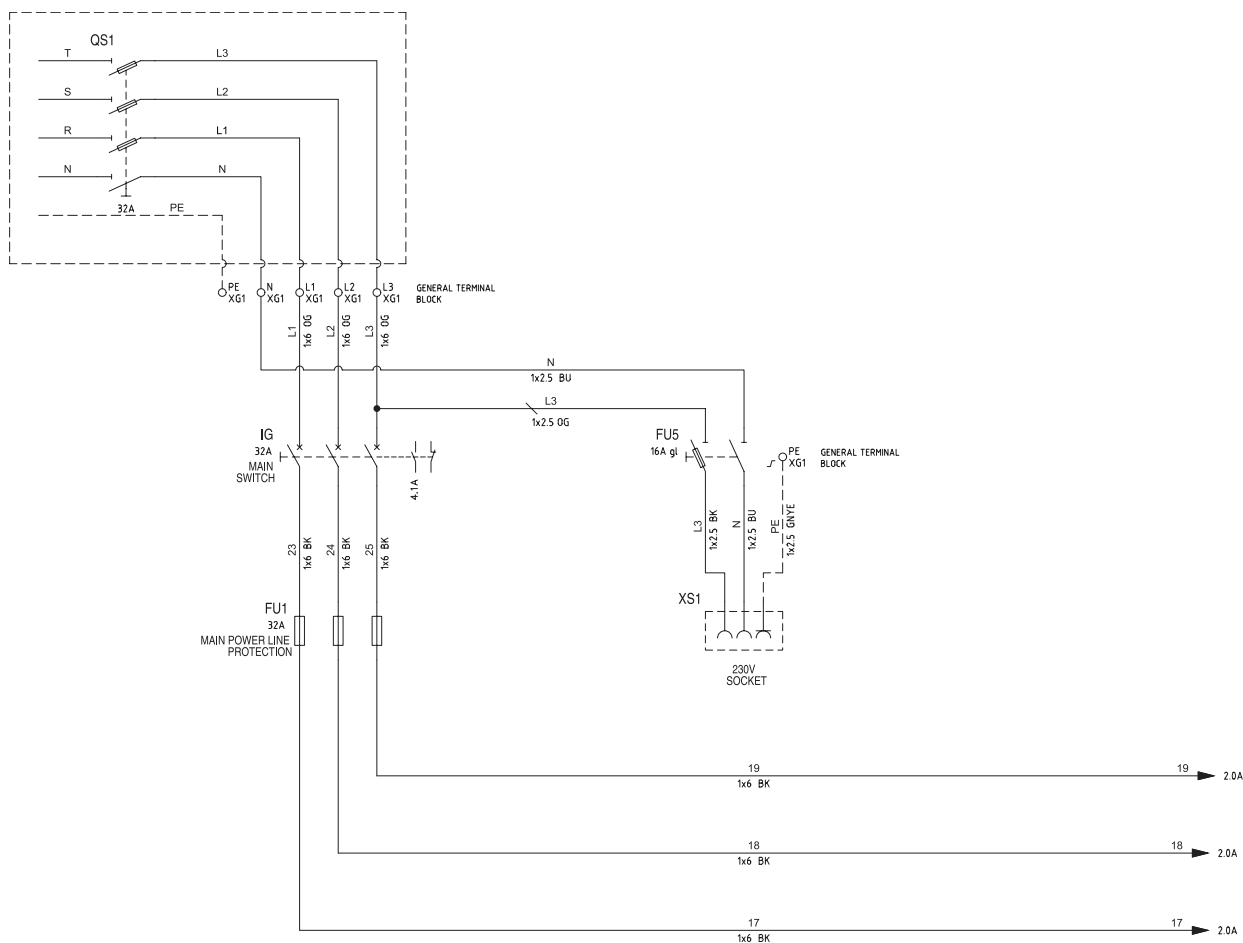 QS1
T L3
S L2
R L1
N N
32A PE
PE
XG1
N
XG1
L1
XG1
L2
XG1
L3
XG1
GENERAL TERMINAL
BLOCK
L1
1x6 OG
L2
1x6 OG
L3
1x6 OG
N
1x2.5 BU
L3
1x2.5 OG
IG
32A
MAIN
SWITCH
4.1A
FU5
16A gl
PE
XG1
GENERAL TERMINAL
BLOCK
L3
1x2.5 BK
N
1x2.5 BU
PE
1x2.5 GNYE
23
1x6 BK
24
1x6 BK
25
1x6 BK
XS1
230V
SOCKET
FU1
32A
MAIN POWER LINE
PROTECTION
19 19
1x6 BK
2.0A
18 18
1x6 BK
2.0A
17 17
1x6 BK
2.0A